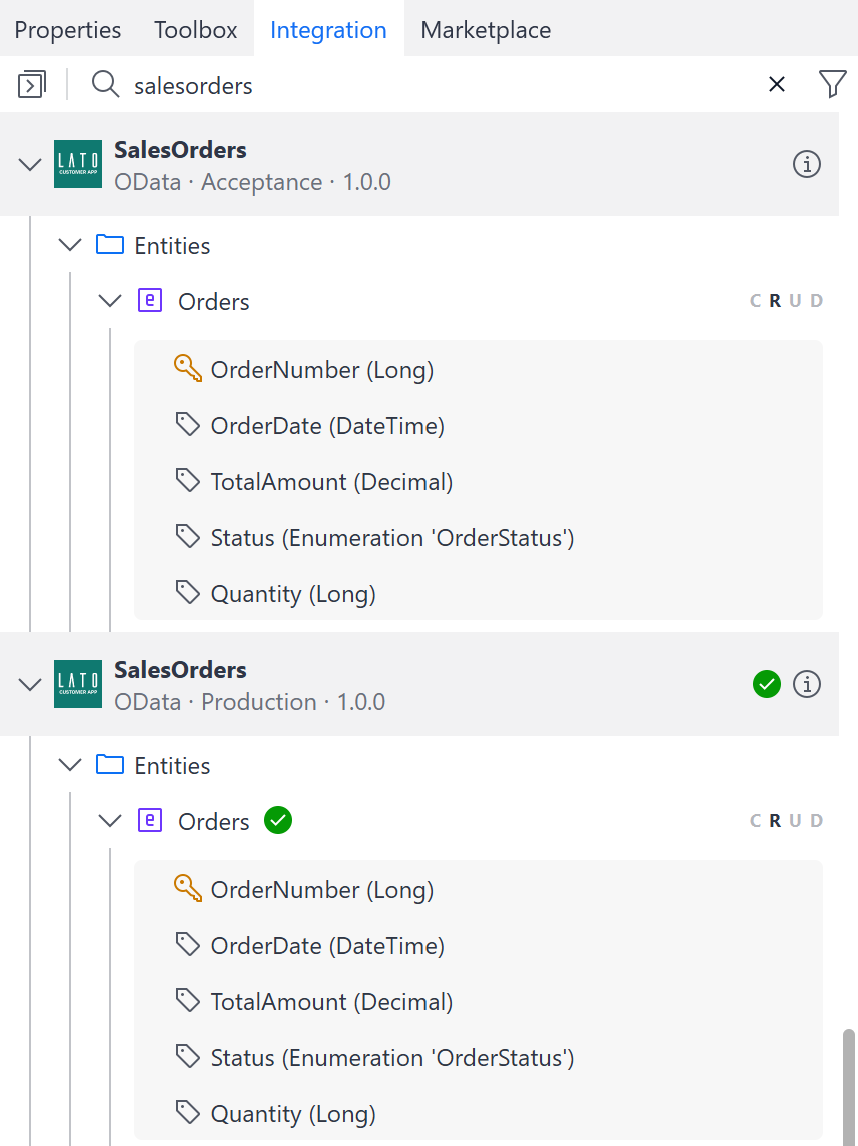 Properties Toolbox Integration Marketplace
salesorders
LATO
CUSTOMER APP
SalesOrders
OData · Acceptance · 1.0.0
Entities
e Orders C R U D
OrderNumber (Long)
OrderDate (DateTime)
TotalAmount (Decimal)
Status (Enumeration 'OrderStatus')
Quantity (Long)
LATO
CUSTOMER APP
SalesOrders
OData · Production · 1.0.0
Entities
e Orders C R U D
OrderNumber (Long)
OrderDate (DateTime)
TotalAmount (Decimal)
Status (Enumeration 'OrderStatus')
Quantity (Long)